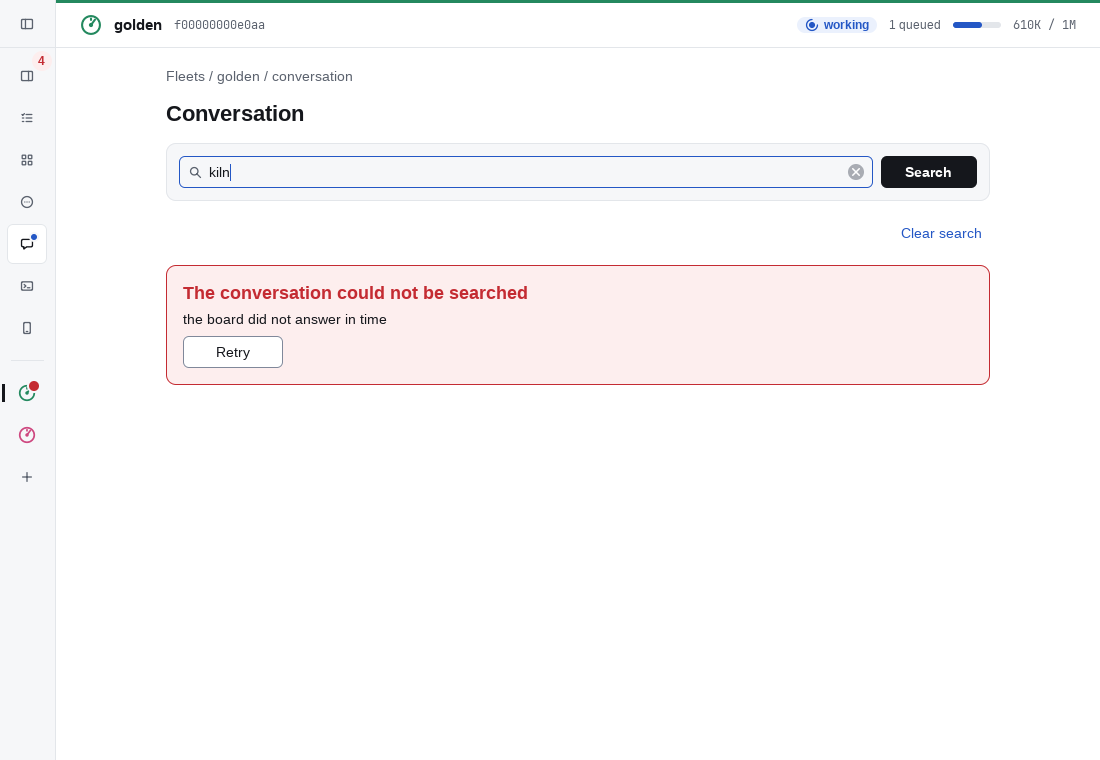 golden f00000000e0aa working 1 queued 610K / 1M
4
Fleets / golden / conversation
Conversation
kiln Search
Clear search
The conversation could not be searched
the board did not answer in time
Retry